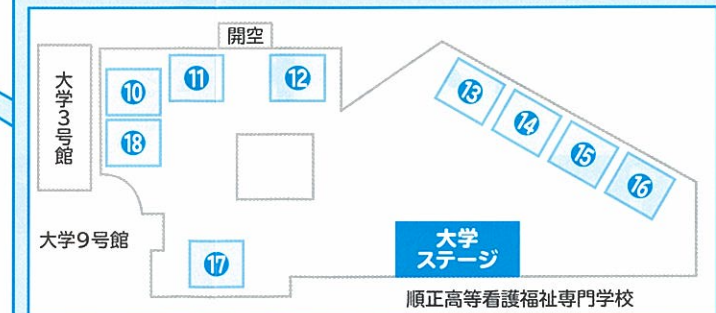 開空
大学3号館
⑩
⑪
⑫
⑬
⑭
⑮
⑯
⑱
大学9号館
⑰
大学
ステージ
順正高等看護福祉専門学校